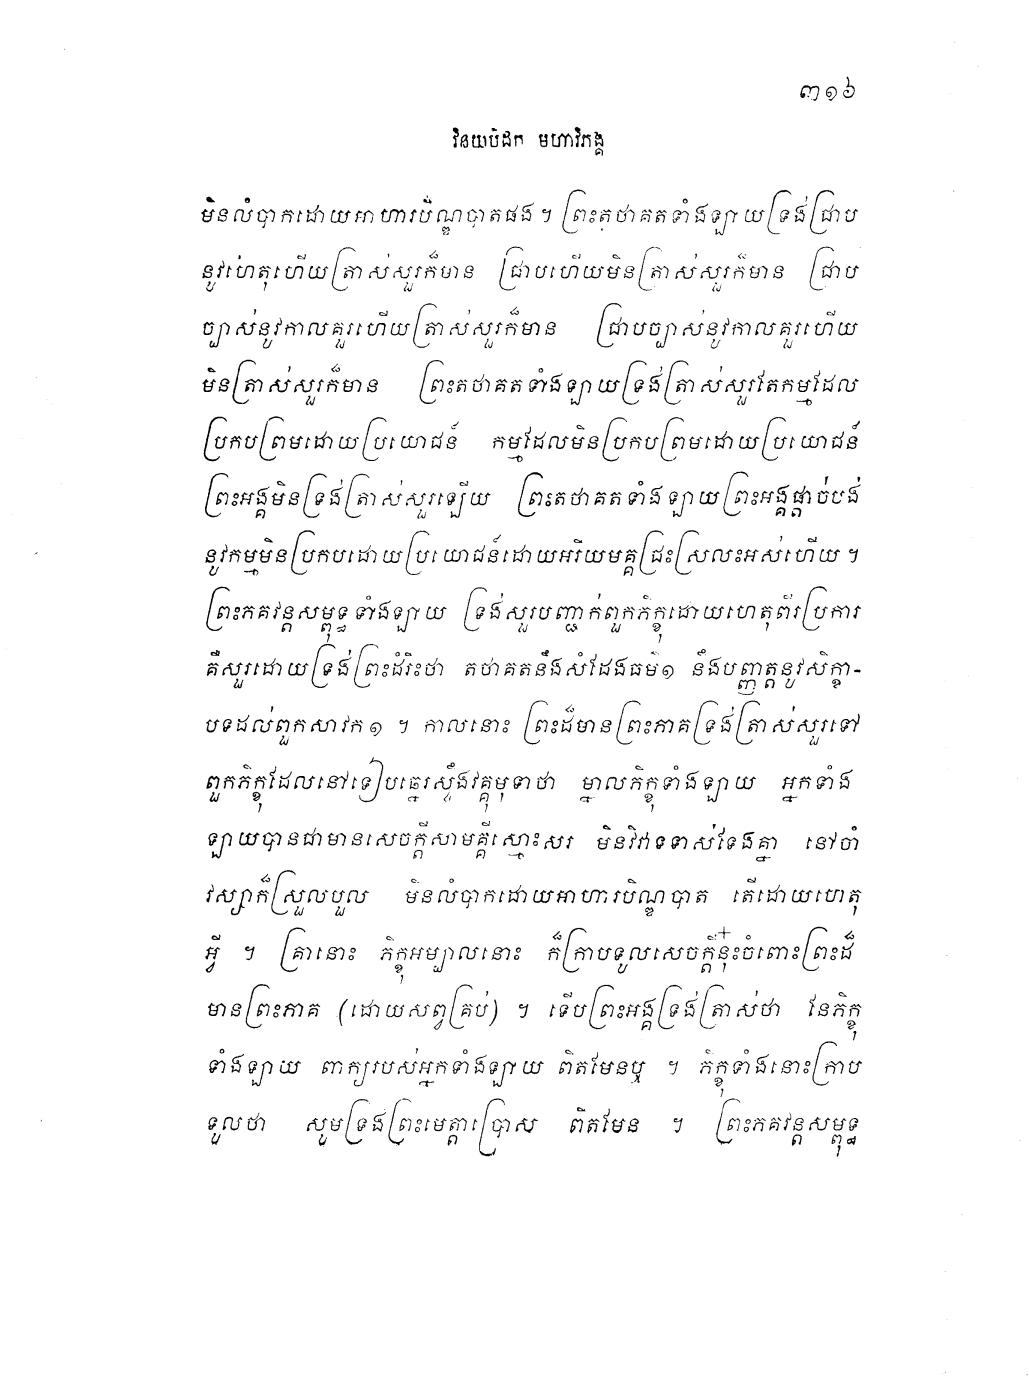 ៣១៦
វិនយបិដក មហាវិភង្គ
មិនលំបាកដោយអាហារបិណ្ឌបាតផង។ ព្រះតថាគតទាំងឡាយទ្រង់ជ្រាប
នូវហេតុហើយត្រាស់សួរក៏មាន ជ្រាបហើយមិនត្រាស់សួរក៏មាន ជ្រាប
ច្បាស់នូវកាលគួរហើយត្រាស់សួរក៏មាន ជ្រាបច្បាស់នូវកាលគួរហើយ
មិនត្រាស់សួរក៏មាន ព្រះតថាគតទាំងឡាយទ្រង់ត្រាស់សួរតែកម្មដែល
ប្រកបព្រមដោយប្រយោជន៍ កម្មដែលមិនប្រកបព្រមដោយប្រយោជន៍
ព្រះអង្គមិនទ្រង់ត្រាស់សួរឡើយ ព្រះតថាគតទាំងឡាយព្រះអង្គផ្តាច់បង់
នូវកម្មមិនប្រកបដោយប្រយោជន៍ដោយអរិយមគ្គជ្រះស្រលះអស់ហើយ។
ព្រះភគវន្តសម្ពុទ្ធទាំងឡាយ ទ្រង់សួរបញ្ជាក់ពួកភិក្ខុដោយហេតុពីរប្រការ
គឺសួរដោយទ្រង់ព្រះដំរិះថា តថាគតនឹងសំដែងធម៌១ នឹងបញ្ញាត្តនូវសិក្ខា-
បទដល់ពួកសាវក១ ។ កាលនោះ ព្រះដ៏មានព្រះភាគទ្រង់ត្រាស់សួរទៅ
ពួកភិក្ខុដែលនៅទៀបឆ្នេរស្ទឹងវគ្គុមុទាថា ម្នាលភិក្ខុទាំងឡាយ អ្នកទាំង
ឡាយបានជាមានសេចក្តីសាមគ្គីស្មោះសរ មិនវិវាទទាស់ទែងគ្នា នៅចាំ
វស្សាក៏ស្រួលបួល មិនលំបាកដោយអាហារបិណ្ឌបាត តើដោយហេតុ
អ្វី ។ គ្រានោះ ភិក្ខុអម្បាលនោះ ក៏ក្រាបទូលសេចក្តីនុ៎ះចំពោះព្រះដ៏
មានព្រះភាគ (ដោយសព្វគ្រប់) ។ ទើបព្រះអង្គទ្រង់ត្រាស់ថា នែភិក្ខុ
ទាំងឡាយ ពាក្យរបស់អ្នកទាំងឡាយ ពិតមែនឬ ។ ភិក្ខុទាំងនោះក្រាប
ទូលថា សូមទ្រង់ព្រះមេត្តាប្រោស ពិតមែន ។ ព្រះភគវន្តសម្ពុទ្ធ